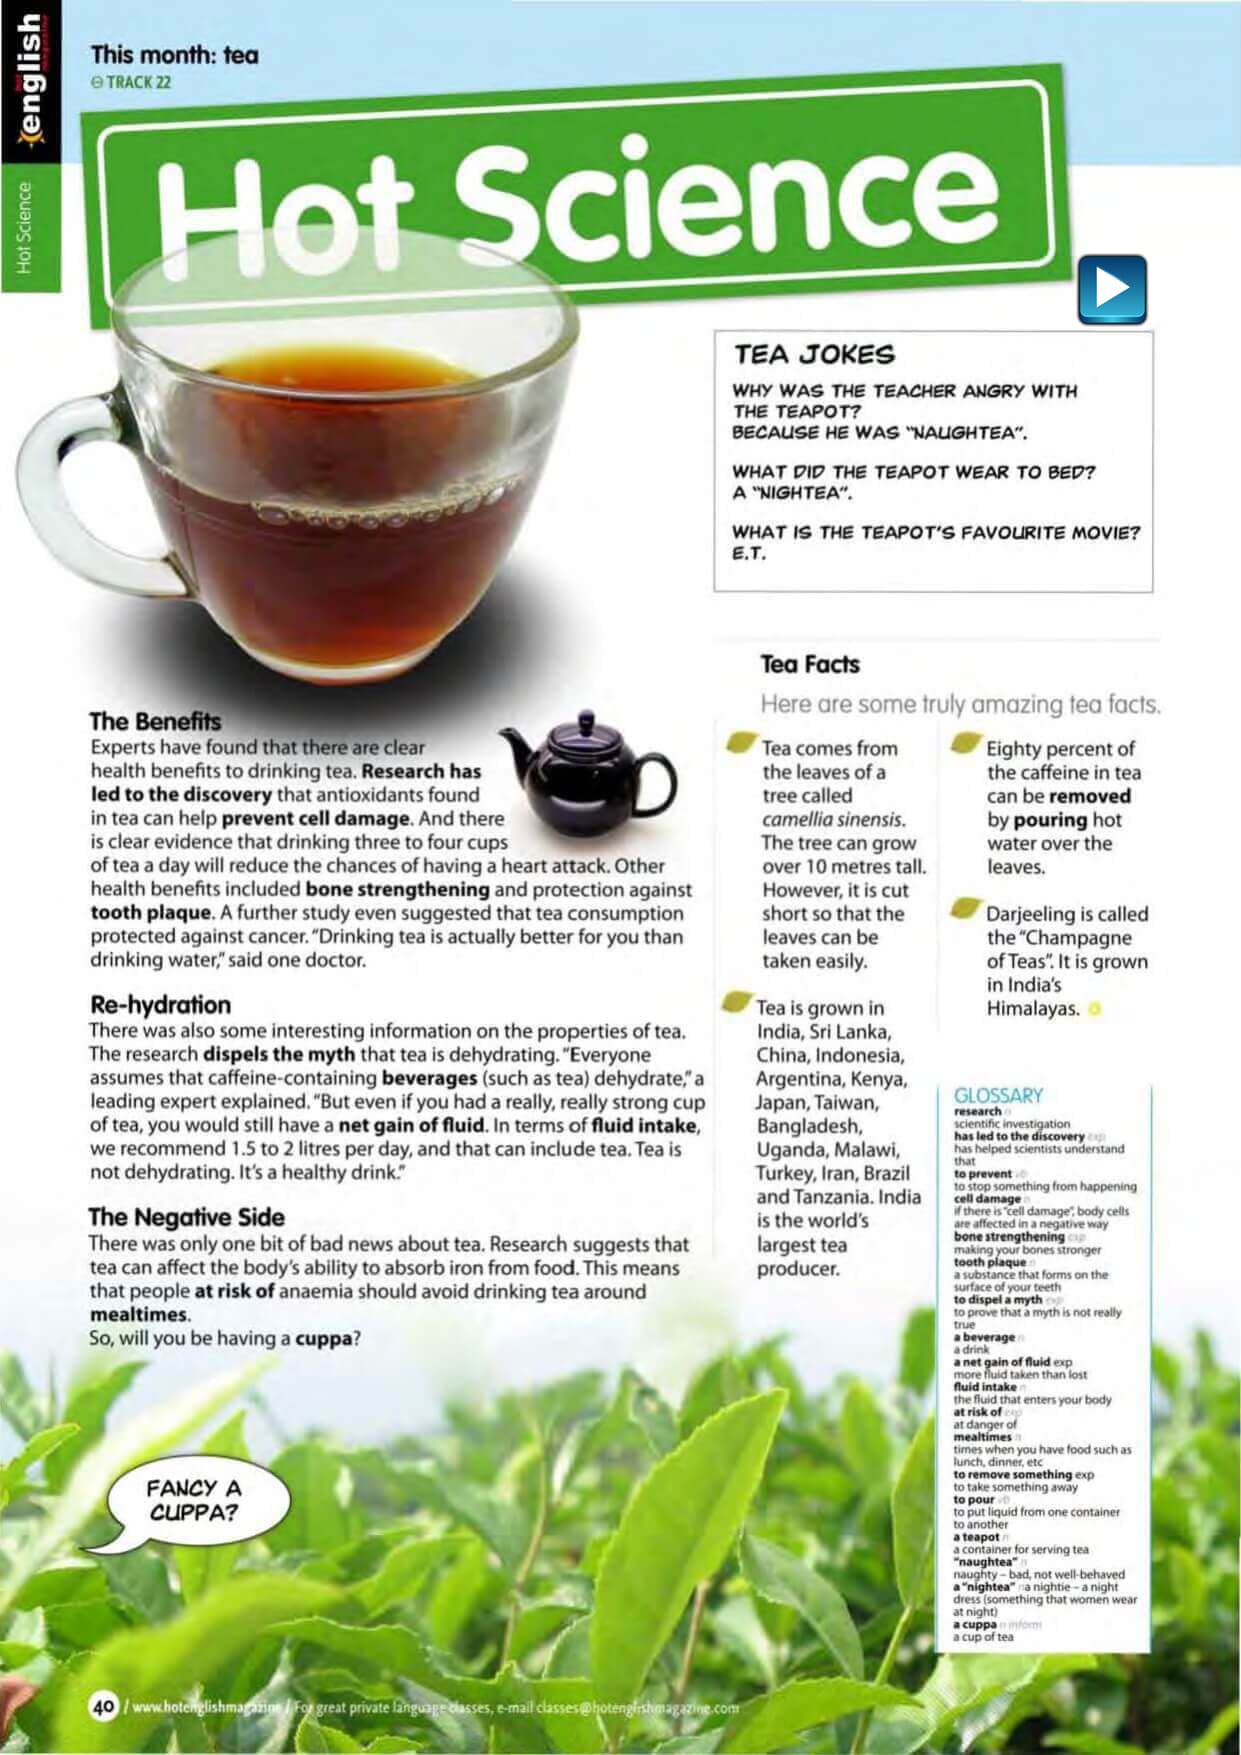 english
hot magazine
Hot Science
This month: tea
TRACK 22
Hot Science
TEA JOKES
WHY WAS THE TEACHER ANGRY WITH
THE TEAPOT?
BECAUSE HE WAS "NAUGHTEA".
WHAT DID THE TEAPOT WEAR TO BED?
A "NIGHTEA".
WHAT IS THE TEAPOT'S FAVOURITE MOVIE?
E.T.
The Benefits
Experts have found that there are clear
health benefits to drinking tea. Research has
led to the discovery that antioxidants found
in tea can help prevent cell damage. And there
is clear evidence that drinking three to four cups
of tea a day will reduce the chances of having a heart attack. Other
health benefits included bone strengthening and protection against
tooth plaque. A further study even suggested that tea consumption
protected against cancer. "Drinking tea is actually better for you than
drinking water," said one doctor.
Re-hydration
There was also some interesting information on the properties of tea.
The research dispels the myth that tea is dehydrating. "Everyone
assumes that caffeine-containing beverages (such as tea) dehydrate," a
leading expert explained. "But even if you had a really, really strong cup
of tea, you would still have a net gain of fluid. In terms of fluid intake,
we recommend 1.5 to 2 litres per day, and that can include tea. Tea is
not dehydrating. It's a healthy drink."
The Negative Side
There was only one bit of bad news about tea. Research suggests that
tea can affect the body's ability to absorb iron from food. This means
that people at risk of anaemia should avoid drinking tea around
mealtimes.
So, will you be having a cuppa?
FANCY A
CUPPA?
Tea Facts
Here are some truly amazing tea facts.
Tea comes from
the leaves of a
tree called
camellia sinensis.
The tree can grow
over 10 metres tall.
However, it is cut
short so that the
leaves can be
taken easily.
Tea is grown in
India, Sri Lanka,
China, Indonesia,
Argentina, Kenya,
Japan, Taiwan,
Bangladesh,
Uganda, Malawi,
Turkey, Iran, Brazil
and Tanzania. India
is the world's
largest tea
producer.
Eighty percent of
the caffeine in tea
can be removed
by pouring hot
water over the
leaves.
Darjeeling is called
the "Champagne
of Teas". It is grown
in India's
Himalayas.
GLOSSARY
research n
scientific investigation
has led to the discovery exp
has helped scientists understand
that
to prevent vb
to stop something from happening
cell damage n
if there is "cell damage", body cells
are affected in a negative way
bone strengthening exp
making your bones stronger
tooth plaque n
a substance that forms on the
surface of your teeth
to dispel a myth exp
to prove that a myth is not really
true
a beverage n
a drink
a net gain of fluid exp
more fluid taken than lost
fluid intake n
the fluid that enters your body
at risk of exp
at danger of
mealtimes n
times when you have food such as
lunch, dinner, etc
to remove something exp
to take something away
to pour vb
to put liquid from one container
to another
a teapot n
a container for serving tea
"naughtea" n
naughty – bad, not well-behaved
a "nightea" n a nightie – a night
dress (something that women wear
at night)
a cuppa n inform
a cup of tea
40 / www.hotenglishmagazine / For great private language classes, e-mail classes@hotenglishmagazine.com